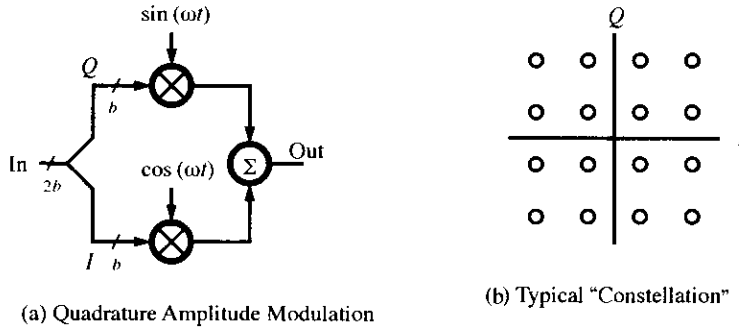 sin (ωt)
Q
b
In
2b
cos (ωt)
Σ
Out
I
b
(a) Quadrature Amplitude Modulation
Q
(b) Typical "Constellation"